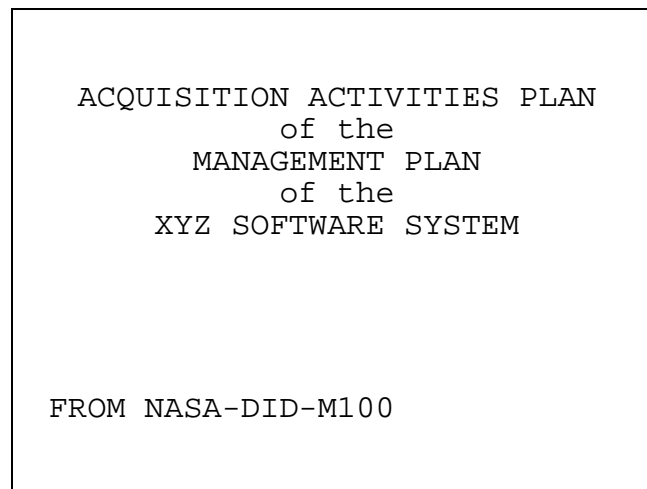 ACQUISITION ACTIVITIES PLAN
of the
MANAGEMENT PLAN
of the
XYZ SOFTWARE SYSTEM
FROM NASA-DID-M100